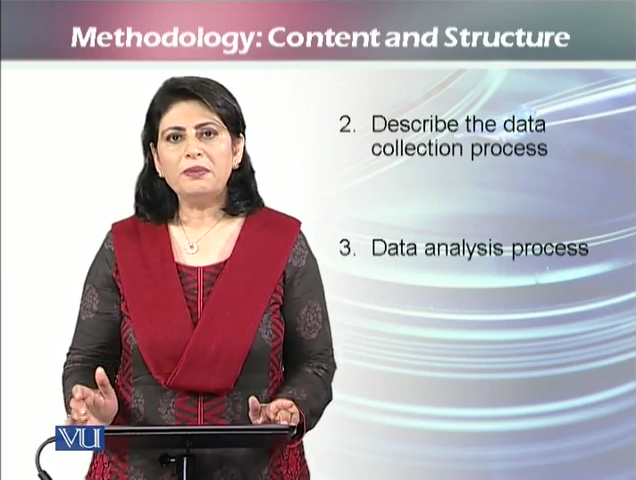 Methodology: Content and Structure
2. Describe the data
collection process
3. Data analysis process
VU